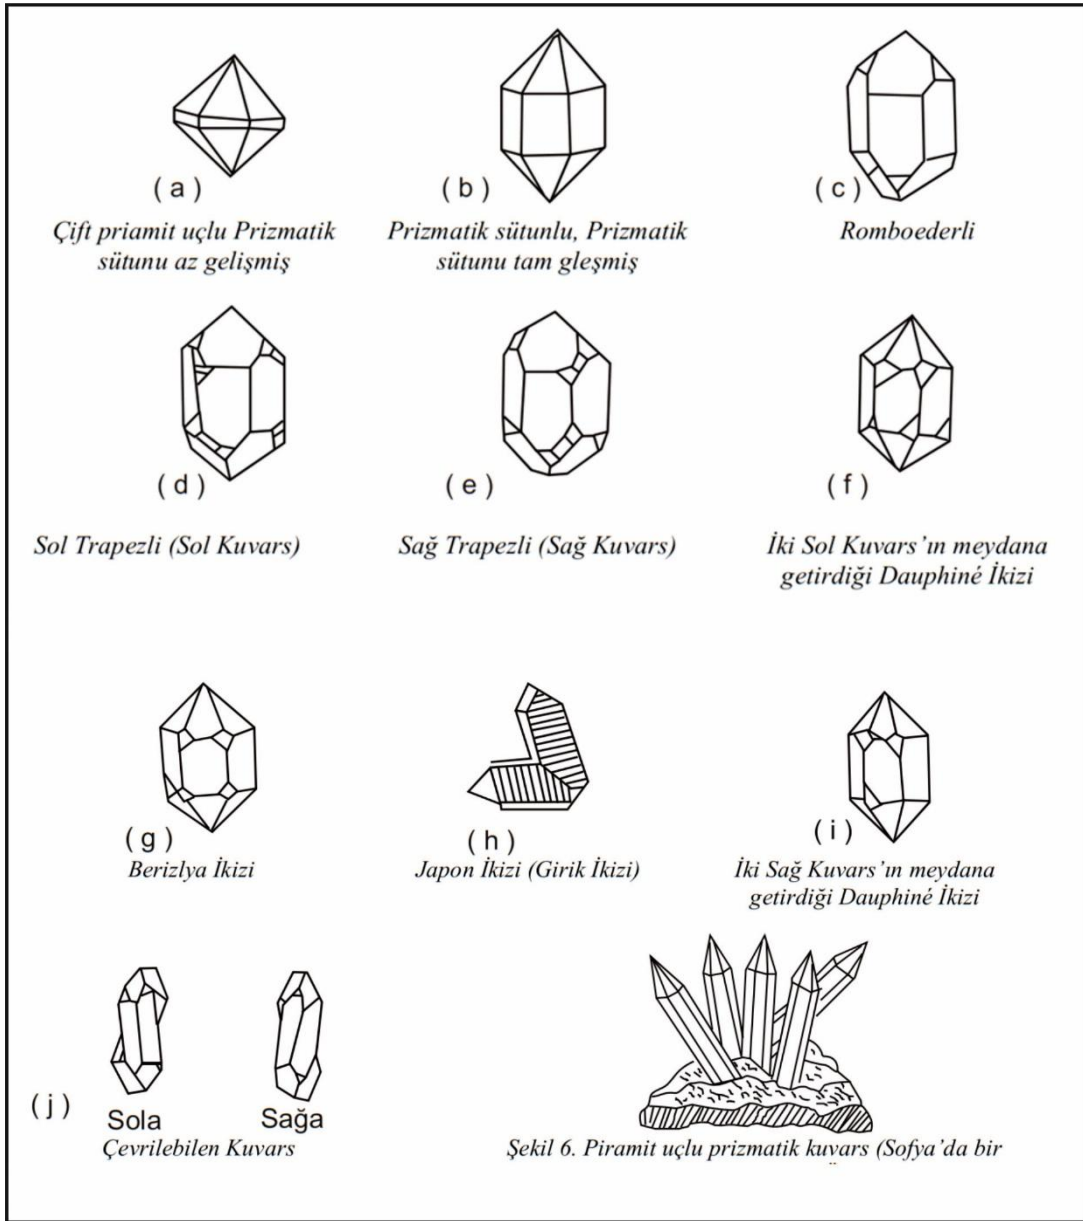 ( a )
Çift priamit uçlu Prizmatik
sütunu az gelişmiş
( b )
Prizmatik sütunlu, Prizmatik
sütunu tam gleşmiş
( c )
Romboederli
( d )
Sol Trapezli (Sol Kuvars)
( e )
Sağ Trapezli (Sağ Kuvars)
( f )
İki Sol Kuvars’ın meydana
getirdiği Dauphiné İkizi
( g )
Berizlya İkizi
( h )
Japon İkizi (Girik İkizi)
( i )
İki Sağ Kuvars’ın meydana
getirdiği Dauphiné İkizi
( j )
Sola
Sağa
Çevrilebilen Kuvars
Şekil 6. Piramit uçlu prizmatik kuvars (Sofya’da bir